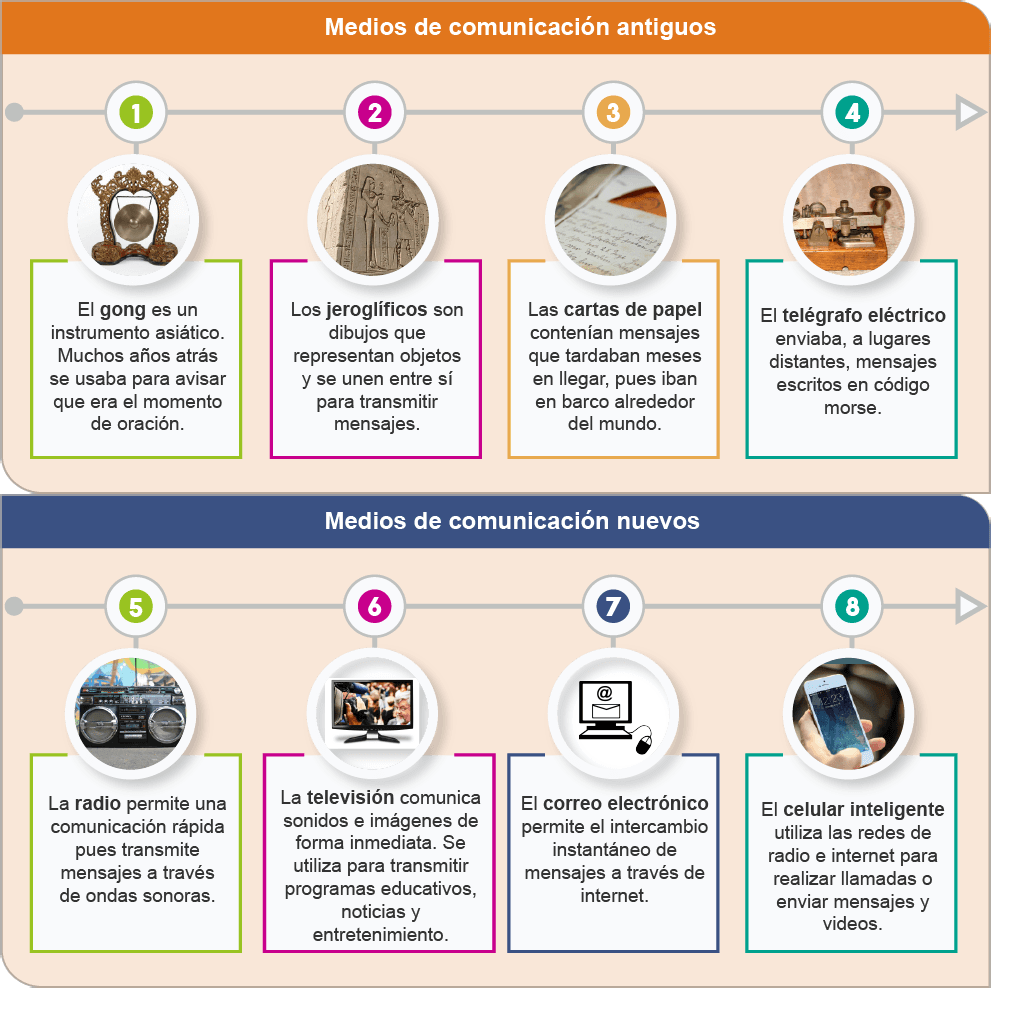 Medios de comunicación antiguos
1
2
3
4
El gong es un
instrumento asiático.
Muchos años atrás
se usaba para avisar
que era el momento
de oración.
Los jeroglíficos son
dibujos que
representan objetos
y se unen entre sí
para transmitir
mensajes.
Las cartas de papel
contenían mensajes
que tardaban meses
en llegar, pues iban
en barco alrededor
del mundo.
El telégrafo eléctrico
enviaba, a lugares
distantes, mensajes
escritos en código
morse.
Medios de comunicación nuevos
5
6
7
8
@
La radio permite una
comunicación rápida
pues transmite
mensajes a través
de ondas sonoras.
La televisión comunica
sonidos e imágenes de
forma inmediata. Se
utiliza para transmitir
programas educativos,
noticias y
entretenimiento.
El correo electrónico
permite el intercambio
instantáneo de
mensajes a través de
internet.
El celular inteligente
utiliza las redes de
radio e internet para
realizar llamadas o
enviar mensajes y
videos.